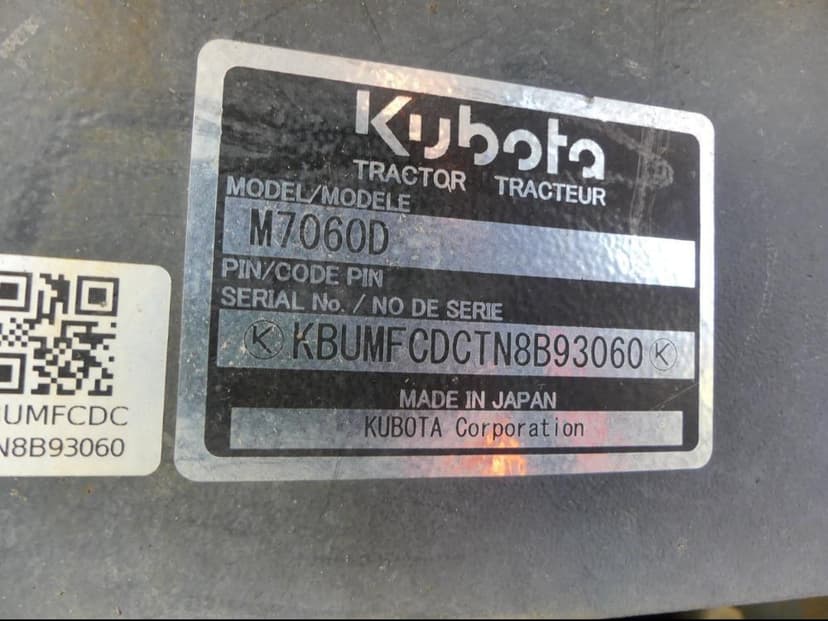 Kubota
TRACTOR TRACTEUR
MODEL/MODELE
M7060D
PIN/CODE PIN
SERIAL No. / NO DE SERIE
KBUMFCDCTN8B93060
MADE IN JAPAN
KUBOTA Corporation
UMFCDC
N8B93060